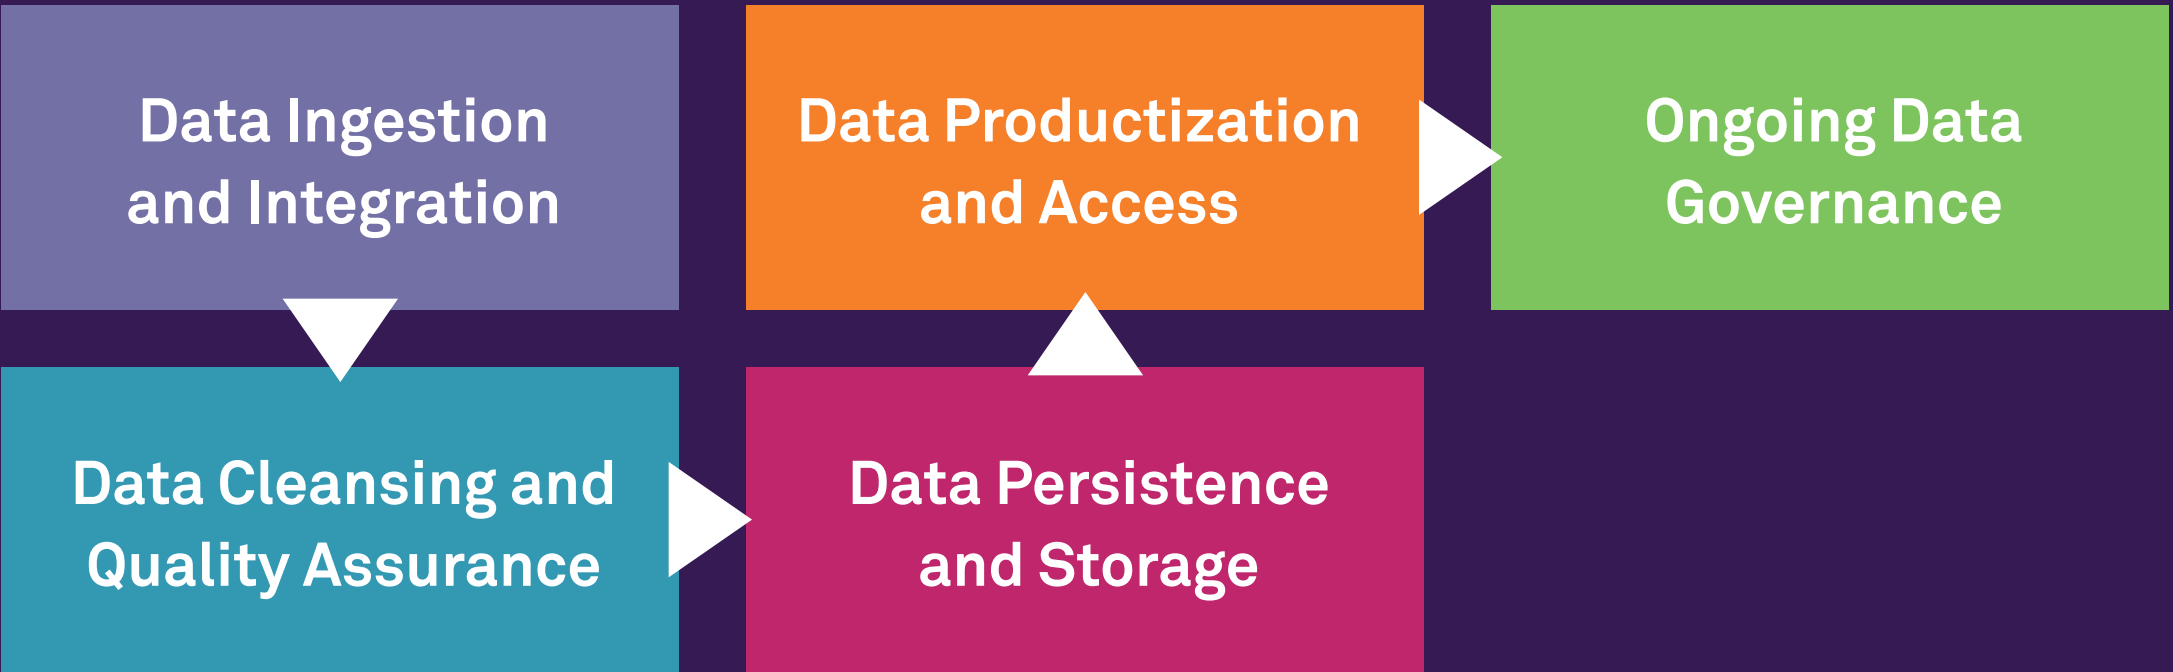 Data Ingestion
and Integration
Data Cleansing and
Quality Assurance
Data Persistence
and Storage
Data Productization
and Access
Ongoing Data
Governance